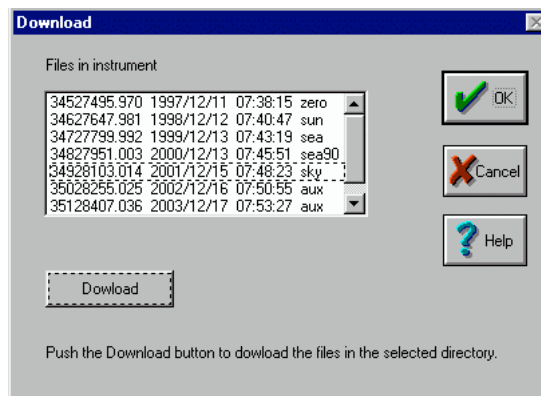 Download
Files in instrument
34527495.970 1997/12/11 07:38:15 zero
34627647.981 1998/12/12 07:40:47 sun
34727799.992 1999/12/13 07:43:19 sea
34827951.003 2000/12/13 07:45:51 sea90
34928103.014 2001/12/15 07:48:23 sky
35028255.025 2002/12/16 07:50:55 aux
35128407.036 2003/12/17 07:53:27 aux
OK
Cancel
Help
Dowload
Push the Download button to dowload the files in the selected directory.